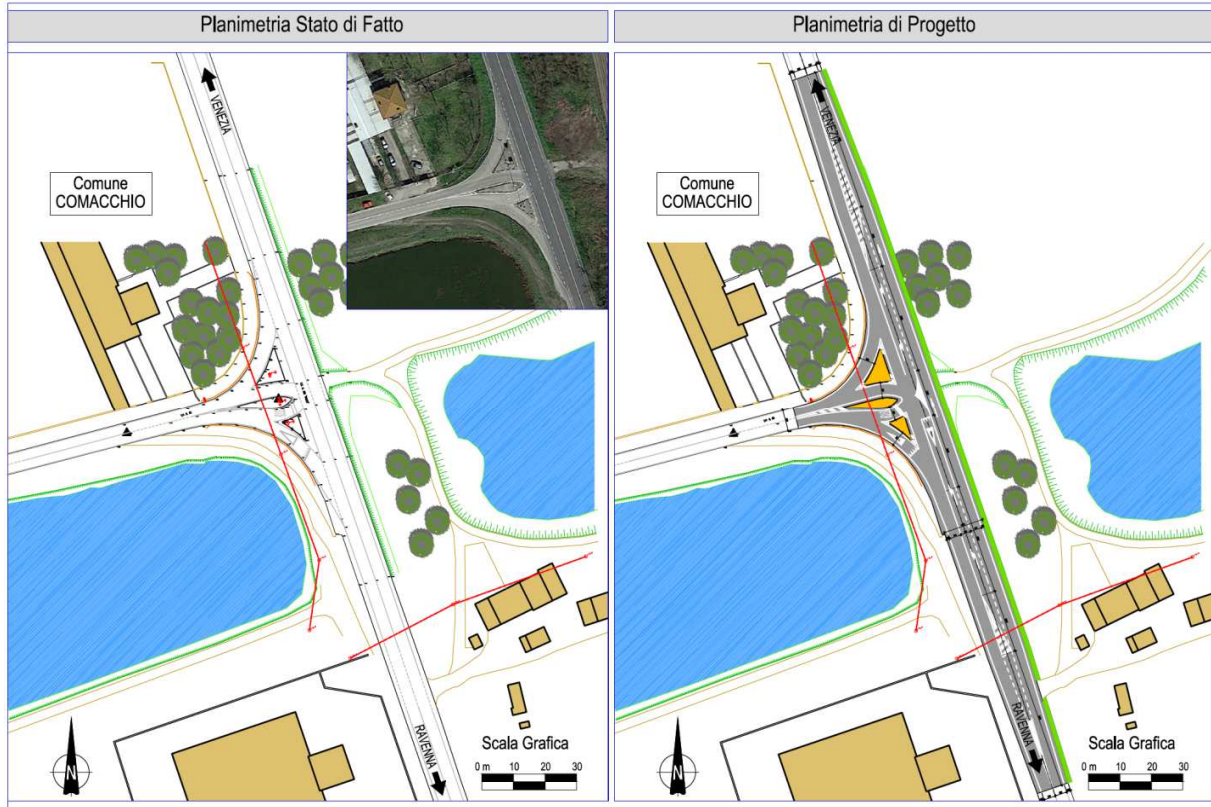 Planimetria Stato di Fatto
Planimetria di Progetto
VENEZIA
Comune
COMACCHIO
RAVENNA
N
Scala Grafica
0 m 10 20 30
VENEZIA
Comune
COMACCHIO
RAVENNA
N
Scala Grafica
0 m 10 20 30